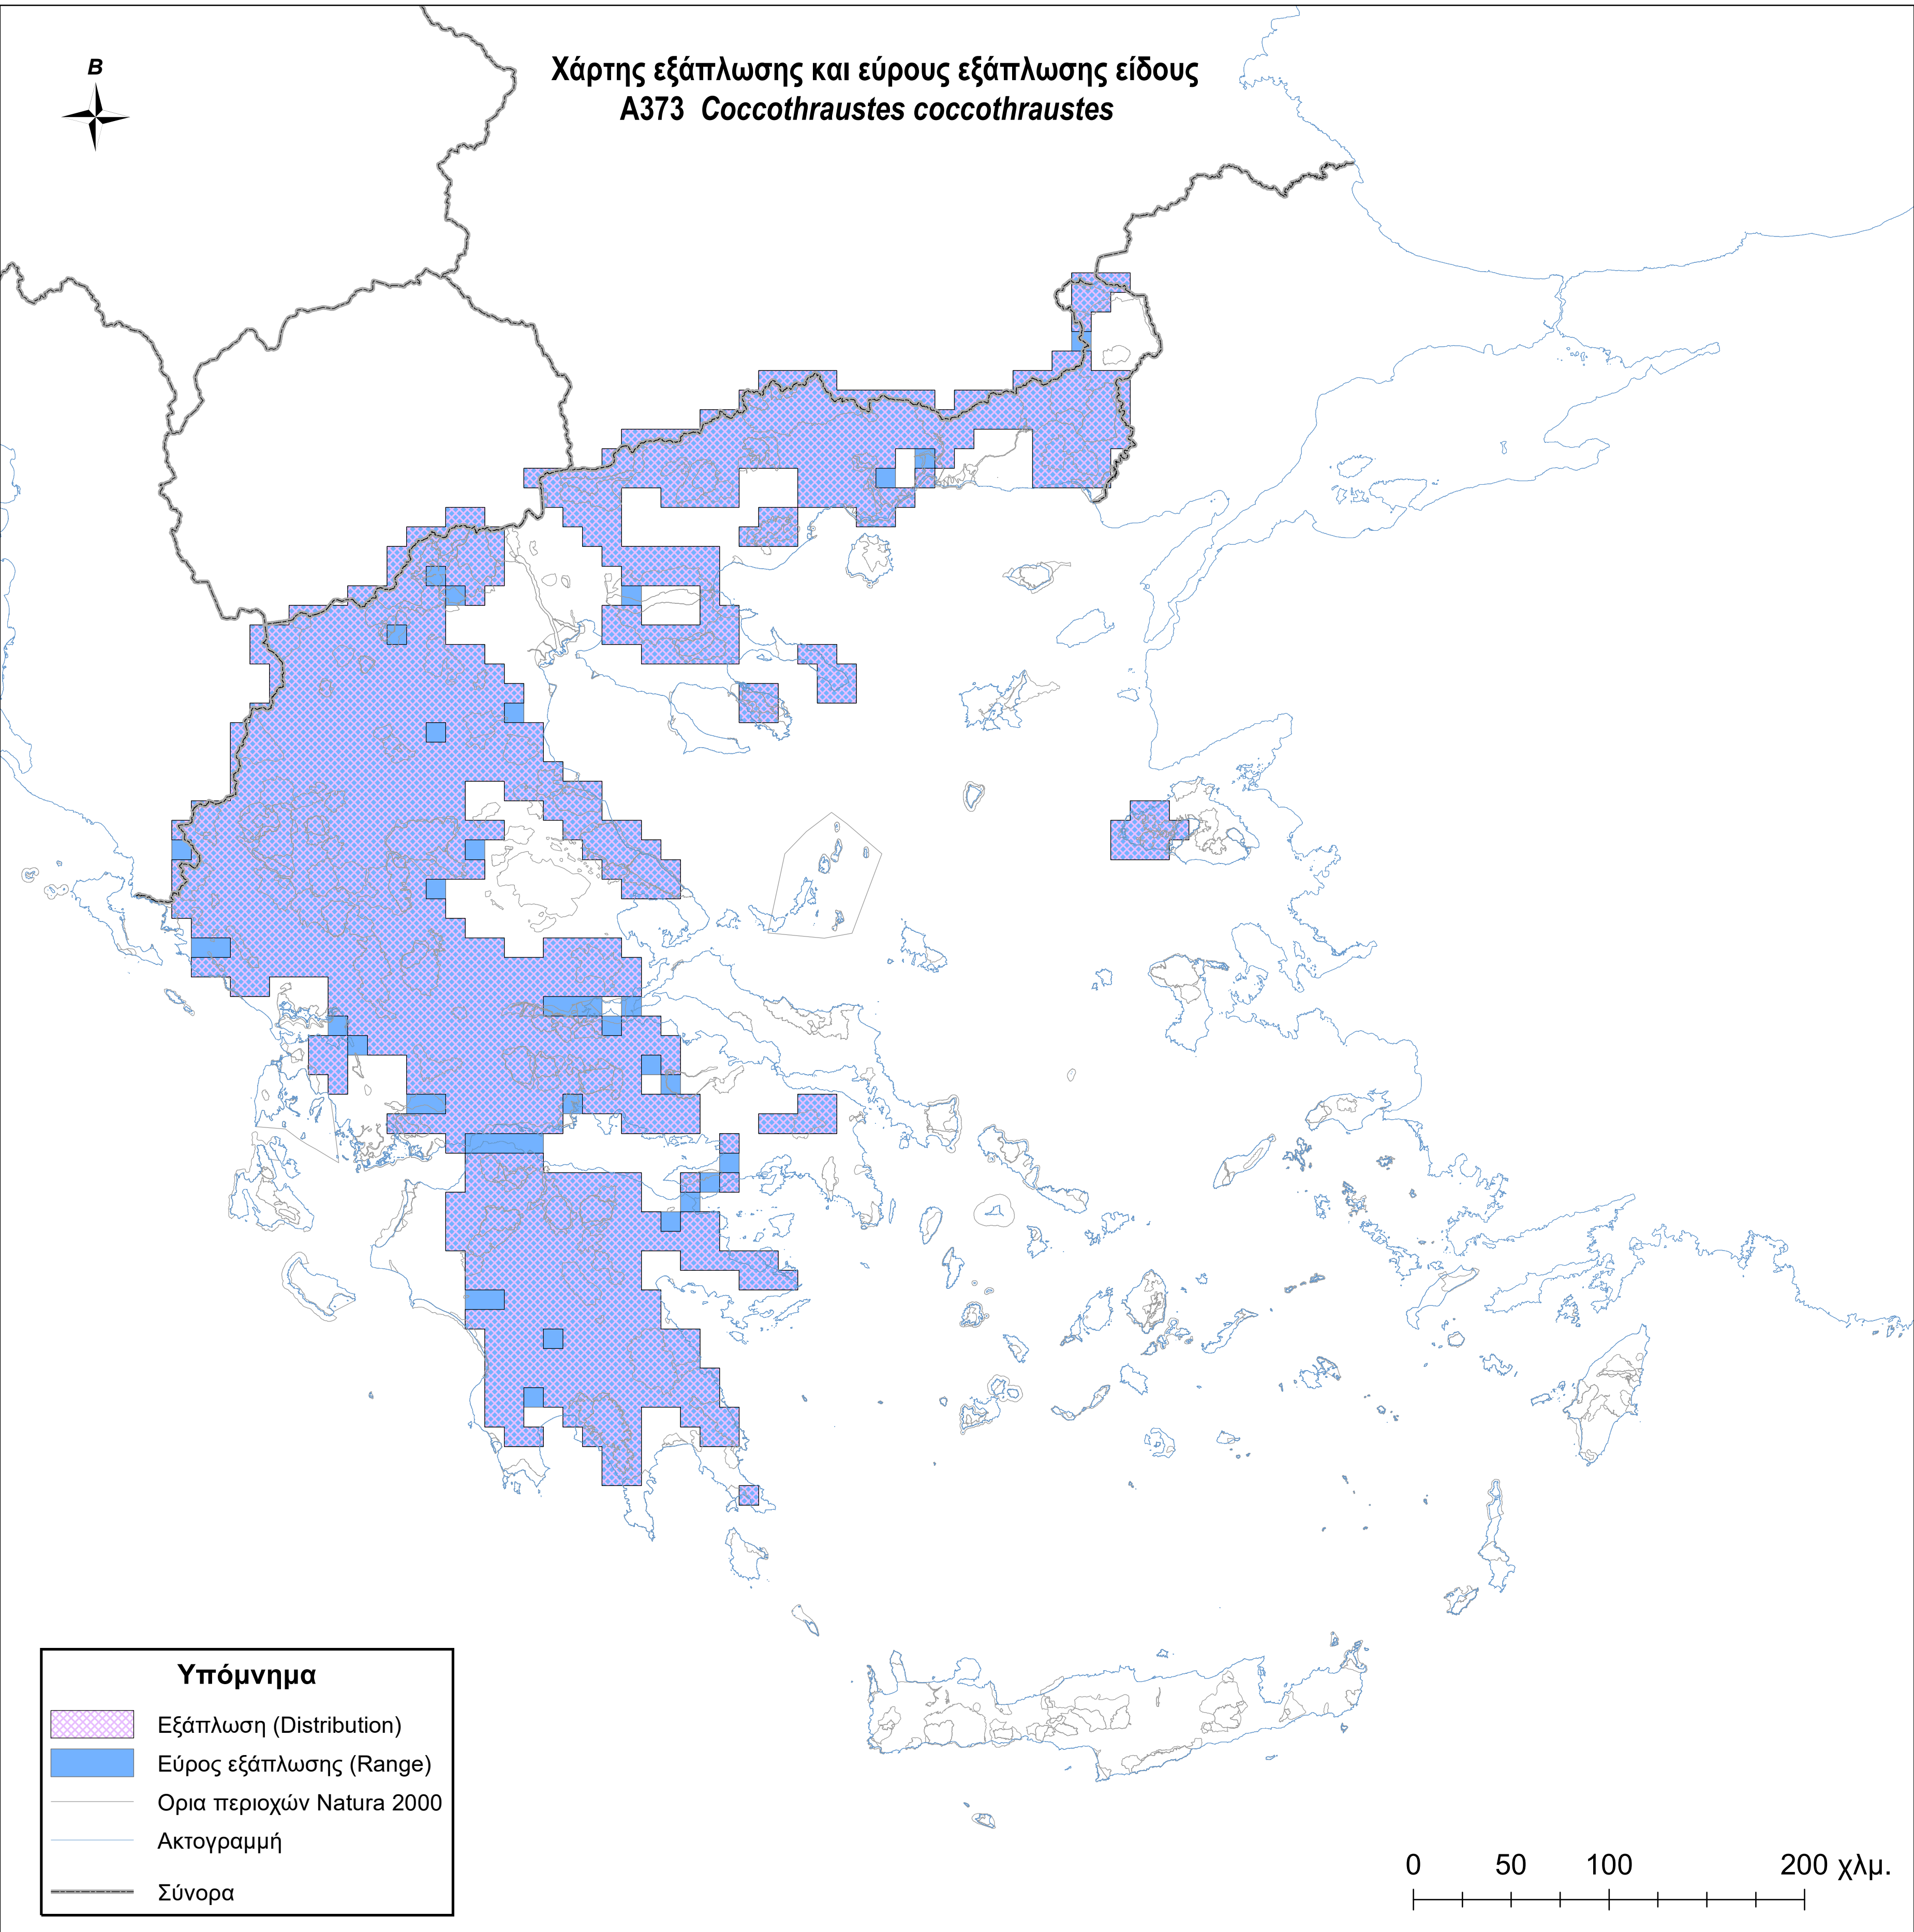 Χάρτης εξάπλωσης και εύρους εξάπλωσης είδους
A373 Coccothraustes coccothraustes
Β
Υπόμνημα
Εξάπλωση (Distribution)
Εύρος εξάπλωσης (Range)
Ορια περιοχών Natura 2000
Ακτογραμμή
Σύνορα
0 50 100 200 χλμ.